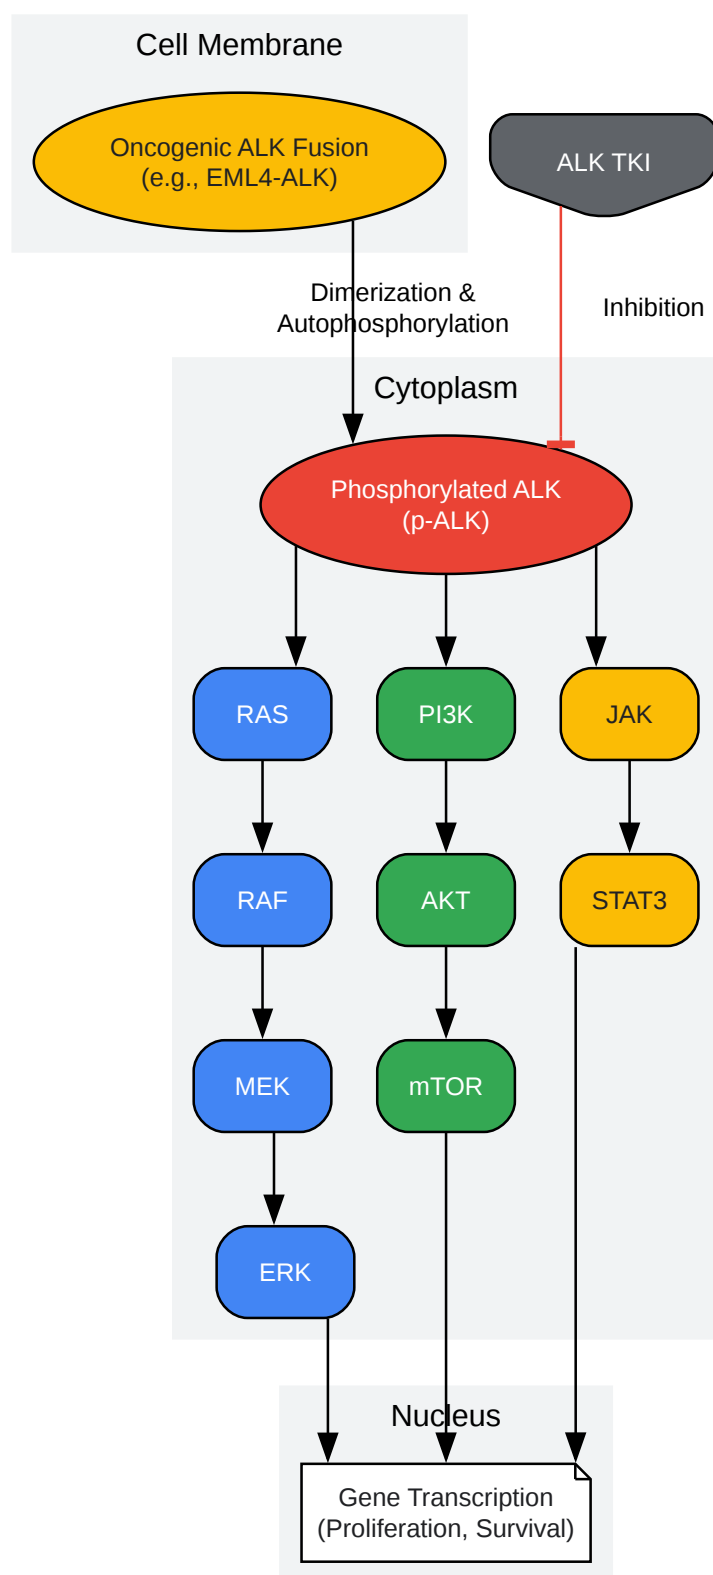 Cell Membrane
Oncogenic ALK Fusion
(e.g., EML4-ALK)
ALK TKI
Dimerization &
Autophosphorylation
Inhibition
Cytoplasm
Phosphorylated ALK
(p-ALK)
RAS
PI3K
JAK
RAF
AKT
STAT3
MEK
mTOR
ERK
Nucleus
Gene Transcription
(Proliferation, Survival)